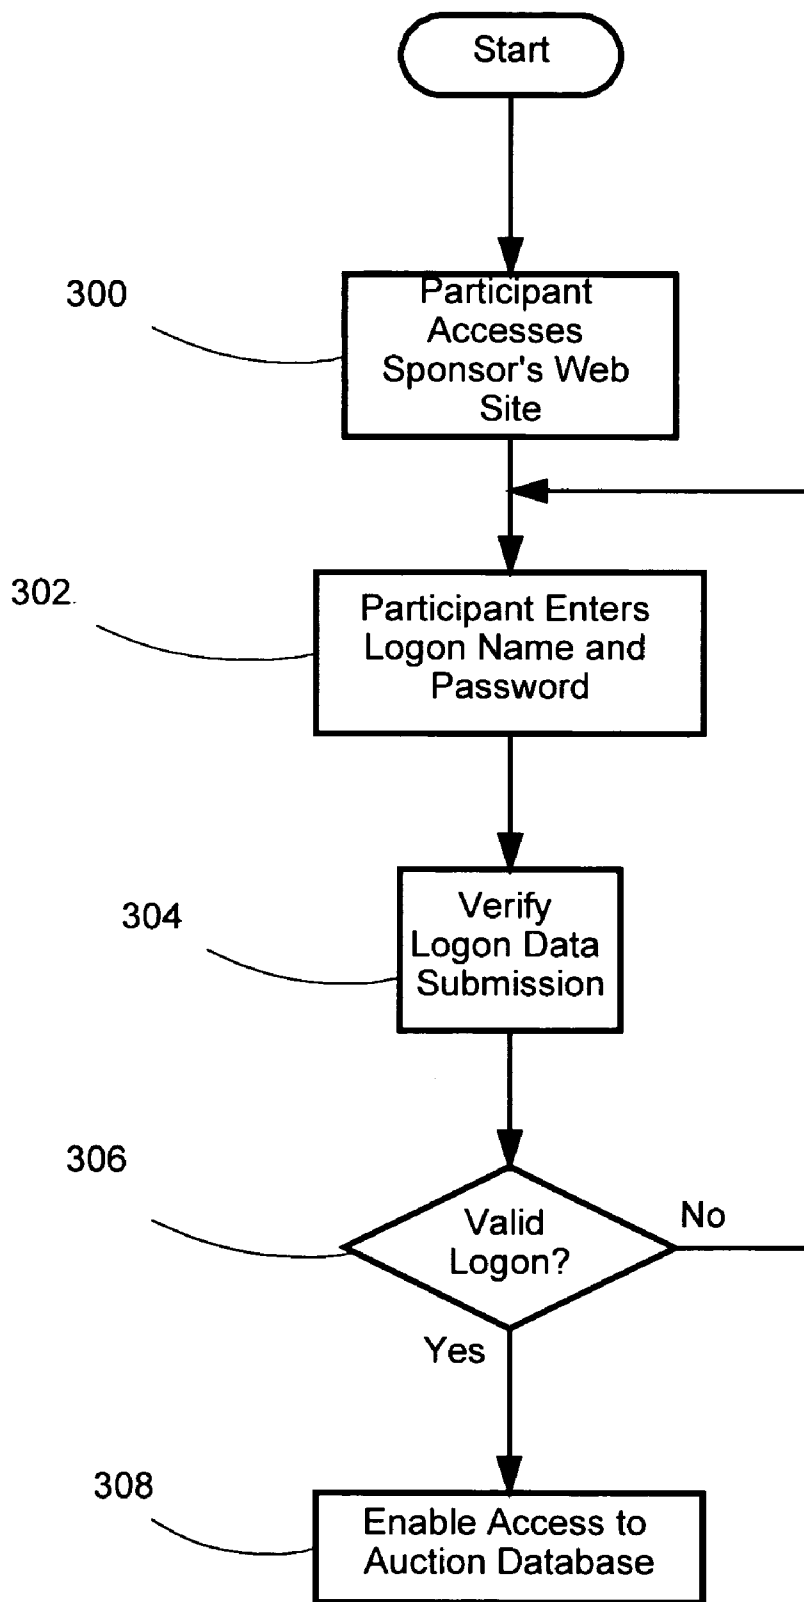 Start
300
Participant
Accesses
Sponsor's Web
Site
302
Participant Enters
Logon Name and
Password
304
Verify
Logon Data
Submission
306
Valid
Logon?
No
Yes
308
Enable Access to
Auction Database